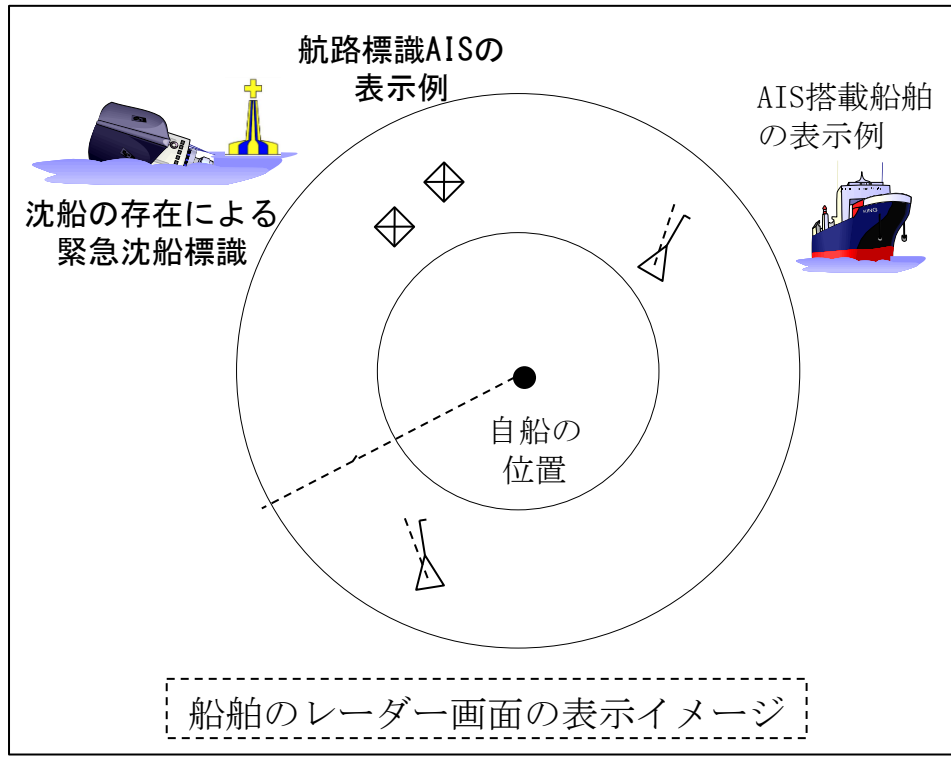 航路標識AISの
表示例
AIS搭載船舶
の表示例
沈船の存在による
緊急沈船標識
KING
自船の
位置
船舶のレーダー画面の表示イメージ